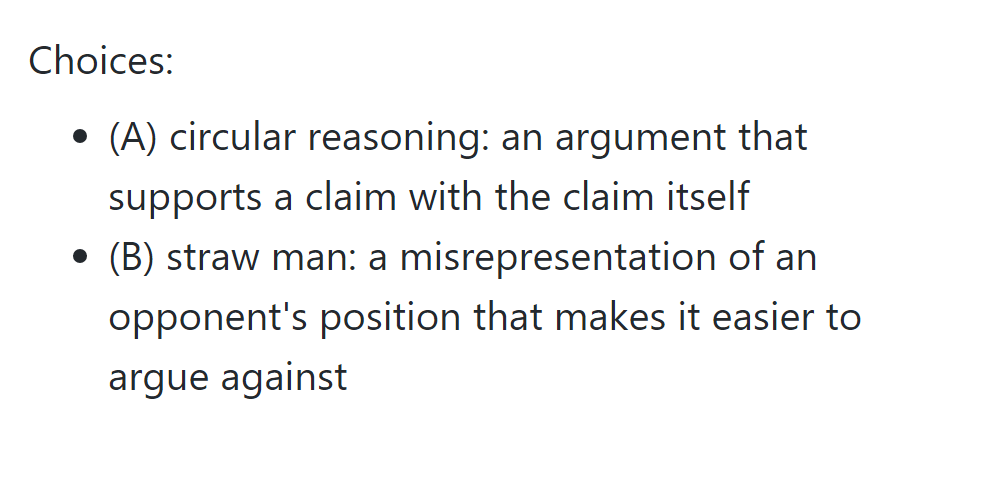 Choices:
• (A) circular reasoning: an argument that
supports a claim with the claim itself
• (B) straw man: a misrepresentation of an
opponent's position that makes it easier to
argue against